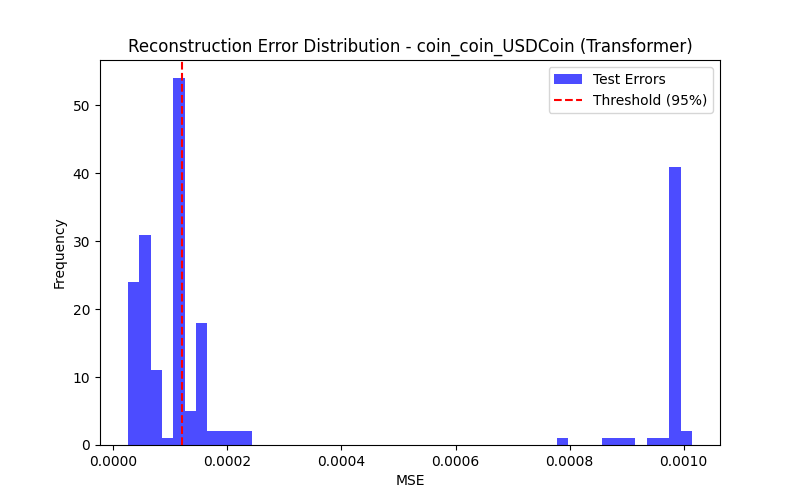 Reconstruction Error Distribution - coin_coin_USDCoin (Transformer)
Test Errors
Threshold (95%)
Frequency
50
40
30
20
10
0
0.0000 0.0002 0.0004 0.0006 0.0008 0.0010
MSE